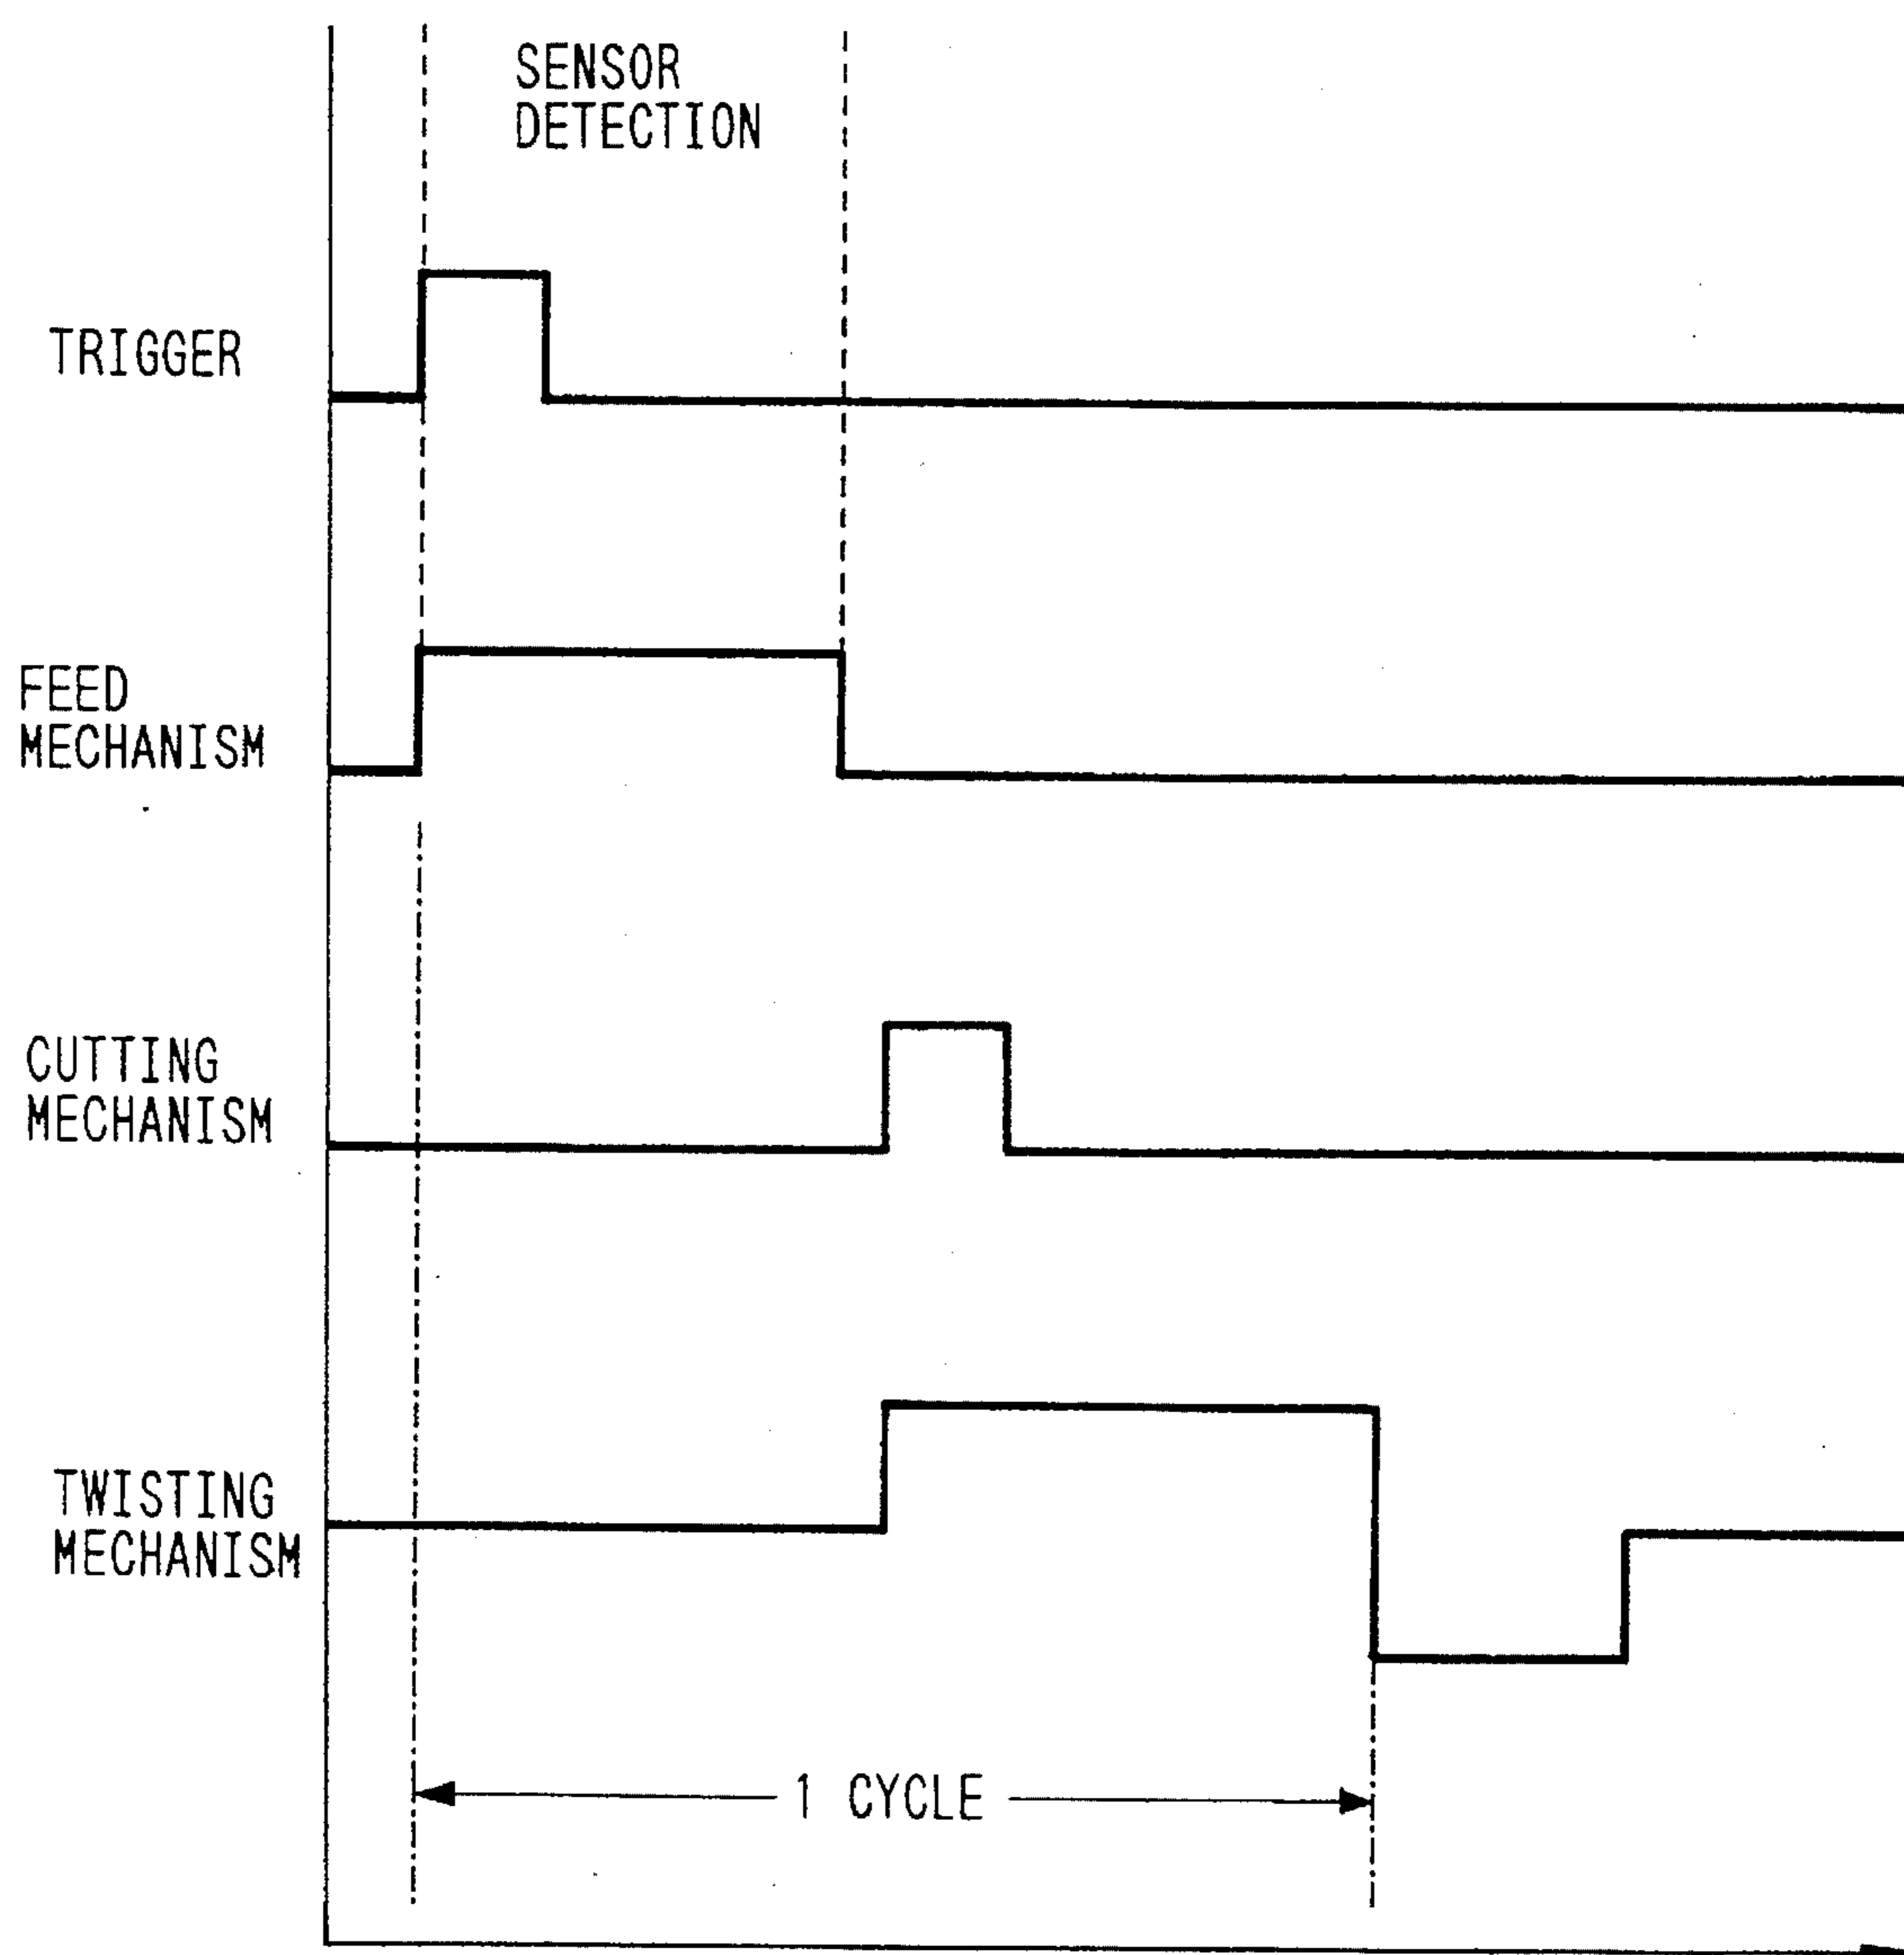 SENSOR
DETECTION
TRIGGER
FEED
MECHANISM
CUTTING
MECHANISM
TWISTING
MECHANISM
1 CYCLE